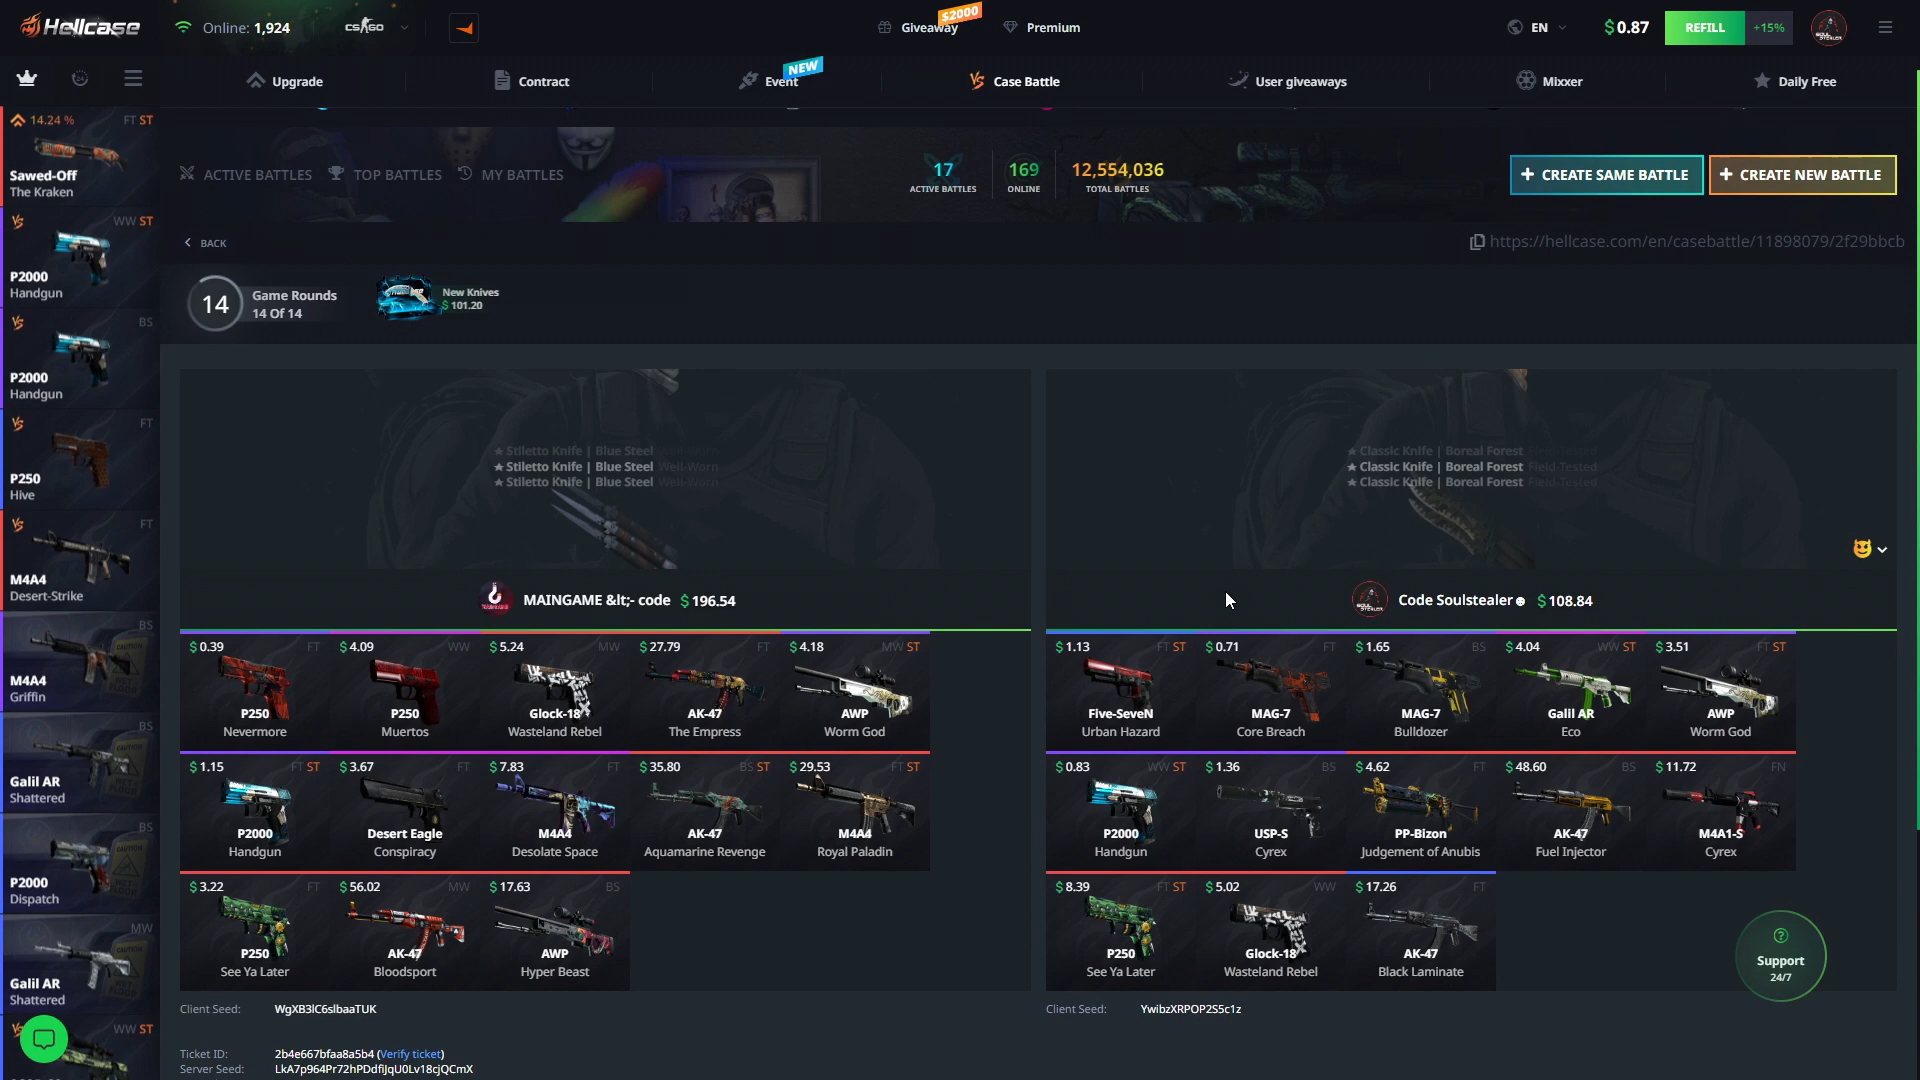 Hellcase
Online: 1,924
CS:GO
Giveaway
$2000
Premium
EN
$ 0.87
REFILL
+15%
Upgrade
Contract
Event
NEW
Case Battle
User giveaways
Mixxer
Daily Free
ACTIVE BATTLES
TOP BATTLES
MY BATTLES
17
ACTIVE BATTLES
169
ONLINE
12,554,036
TOTAL BATTLES
+ CREATE SAME BATTLE
+ CREATE NEW BATTLE
BACK
https://hellcase.com/en/casebattle/11898079/2f29bbcb
14
Game Rounds
14 Of 14
New Knives
$ 101.20
14.24 %
FT ST
Sawed-Off
The Kraken
WW ST
P2000
Handgun
BS
P2000
Handgun
FT
P250
Hive
FT
M4A4
Desert-Strike
BS
M4A4
Griffin
BS
Galil AR
Shattered
BS
P2000
Dispatch
MW
Galil AR
Shattered
WW ST
★ Stiletto Knife | Blue Steel Well-Worn
★ Stiletto Knife | Blue Steel Well-Worn
★ Stiletto Knife | Blue Steel Well-Worn
MAINGAME &lt;- code $ 196.54
$ 0.39 FT
P250
Nevermore
$ 4.09 WW
P250
Muertos
$ 5.24 MW
Glock-18
Wasteland Rebel
$ 27.79 FT
AK-47
The Empress
$ 4.18 MW ST
AWP
Worm God
$ 1.15 FT ST
P2000
Handgun
$ 3.67 FT
Desert Eagle
Conspiracy
$ 7.83 FT
M4A4
Desolate Space
$ 35.80 BS ST
AK-47
Aquamarine Revenge
$ 29.53 FT ST
M4A4
Royal Paladin
$ 3.22 FT
P250
See Ya Later
$ 56.02 MW
AK-47
Bloodsport
$ 17.63 BS
AWP
Hyper Beast
Client Seed: WgXB3lC6slbaaTUK
Ticket ID: 2b4e667bfaa8a5b4 (Verify ticket)
Server Seed: LkA7p964Pr72hPDdfiJqU0Lv18cjQCmX
★ Classic Knife | Boreal Forest Field-Tested
★ Classic Knife | Boreal Forest Field-Tested
★ Classic Knife | Boreal Forest Field-Tested
Code Soulstealer☻ $ 108.84
$ 1.13 FT ST
Five-SeveN
Urban Hazard
$ 0.71 FT
MAG-7
Core Breach
$ 1.65 BS
MAG-7
Bulldozer
$ 4.04 WW ST
Galil AR
Eco
$ 3.51 FT ST
AWP
Worm God
$ 0.83 WW ST
P2000
Handgun
$ 1.36 BS
USP-S
Cyrex
$ 4.62 FT
PP-Bizon
Judgement of Anubis
$ 48.60 BS
AK-47
Fuel Injector
$ 11.72 FN
M4A1-S
Cyrex
$ 8.39 FT ST
P250
See Ya Later
$ 5.02 WW
Glock-18
Wasteland Rebel
$ 17.26 FT
AK-47
Black Laminate
Client Seed: YwibzXRPOP2S5c1z
Support
24/7